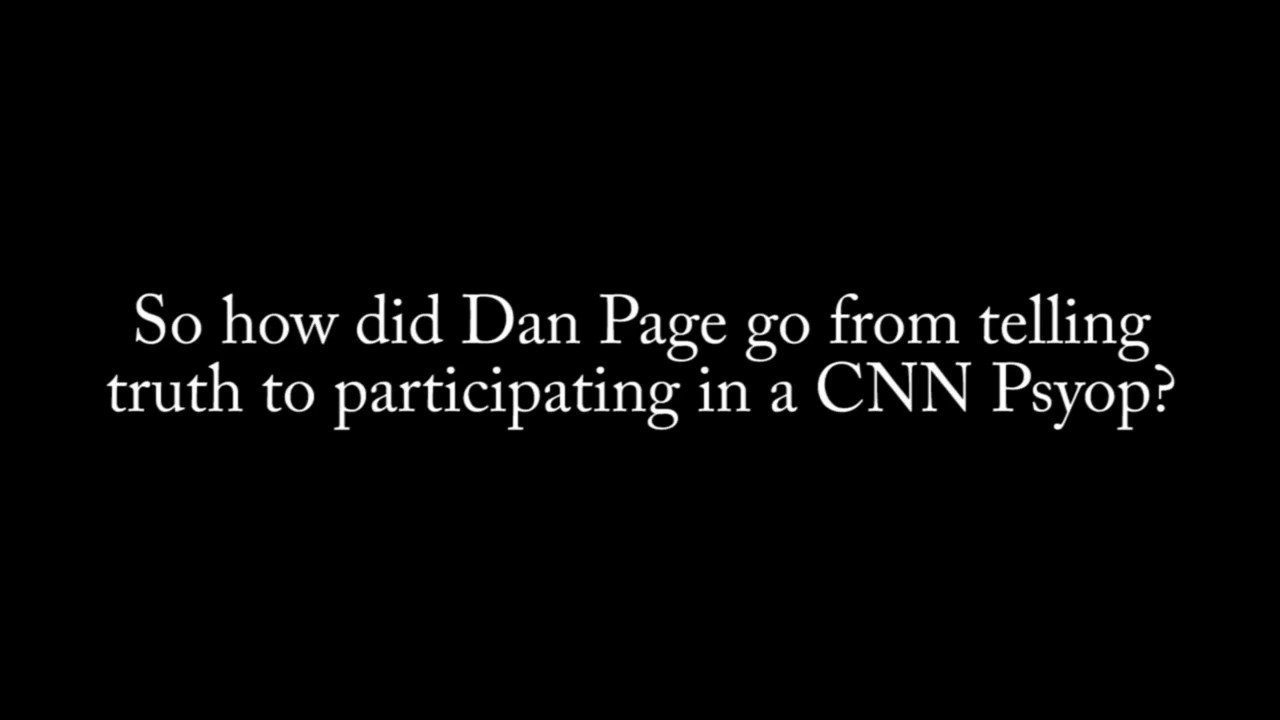 So how did Dan Page go from telling
truth to participating in a CNN Psyop?